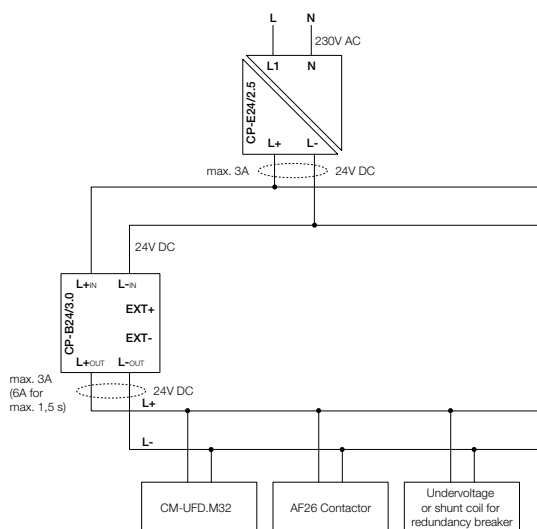 L N
230V AC
L1 N
CP-E24/2.5
L+ L-
max. 3A 24V DC
24V DC
L+IN L-IN
EXT+
CP-B24/3.0
EXT-
L+OUT L-OUT
max. 3A
(6A for
max. 1,5 s)
24V DC
L+
L-
CM-UFD.M32
AF26 Contactor
Undervoltage
or shunt coil for
redundancy breaker